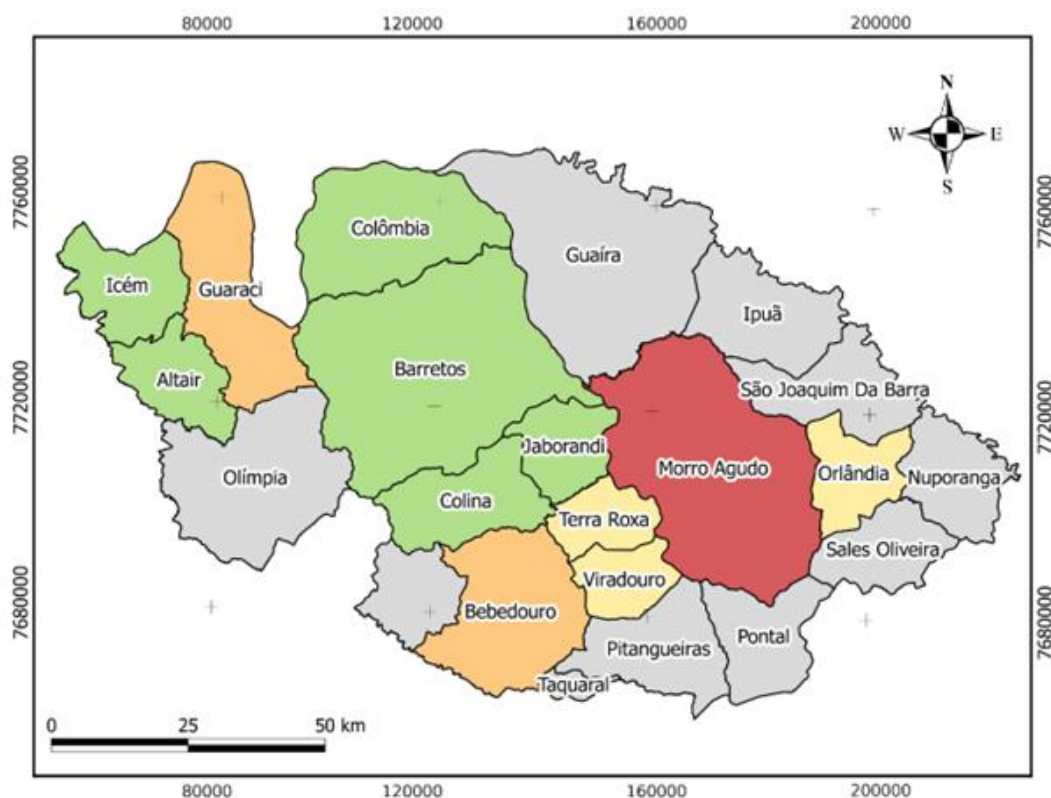 80000 120000 160000 200000
N
W E
S
7760000
7760000
Colômbia
Guaíra
Icém
Guaraci
Ipuã
Barretos
Altair
São Joaquim Da Barra
7720000
7720000
Jaborandi
Morro Agudo
Orlândia
Olímpia
Nuporanga
Colina
Terra Roxa
Sales Oliveira
Viradouro
7680000
7680000
Bebedouro
Pitangueiras
Pontal
Taquaral
0 25 50 km
80000 120000 160000 200000